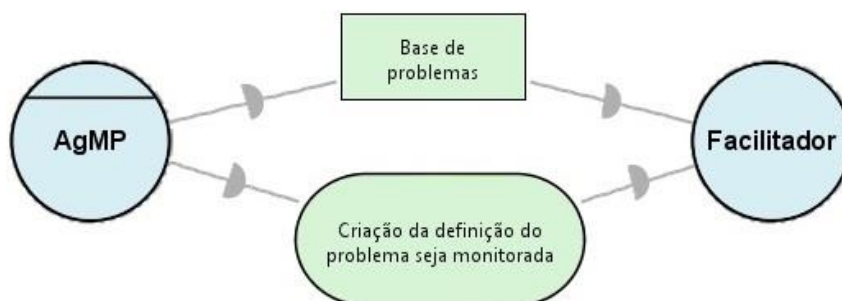 Base de
problemas
AgMP
Facilitador
Criação da definição do
problema seja monitorada